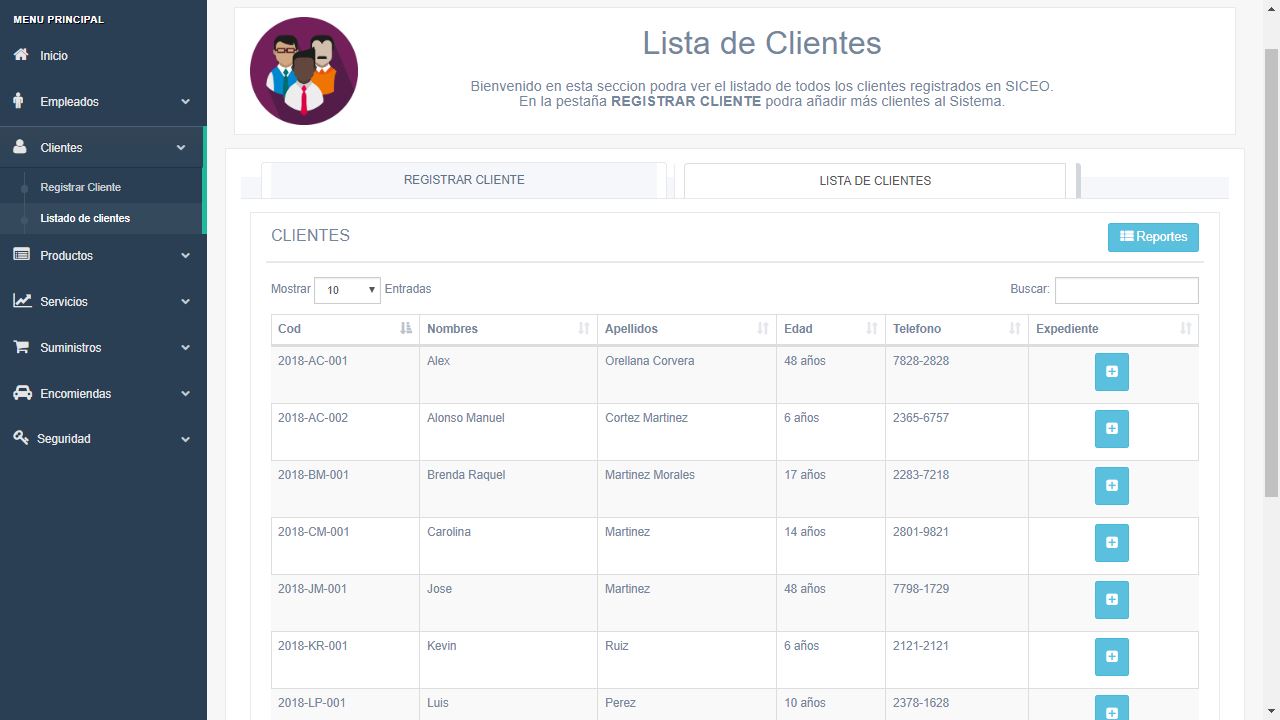 MENU PRINCIPAL
Inicio
Empleados
Clientes
Registrar Cliente
Listado de clientes
Productos
Servicios
Suministros
Encomiendas
Seguridad
Lista de Clientes
Bienvenido en esta seccion podra ver el listado de todos los clientes registrados en SICEO.
En la pestaña REGISTRAR CLIENTE podra añadir más clientes al Sistema.
REGISTRAR CLIENTE LISTA DE CLIENTES
CLIENTES Reportes
Mostrar 10 Entradas Buscar:
Cod Nombres Apellidos Edad Telefono Expediente
2018-AC-001 Alex Orellana Corvera 48 años 7828-2828
2018-AC-002 Alonso Manuel Cortez Martinez 6 años 2365-6757
2018-BM-001 Brenda Raquel Martinez Morales 17 años 2283-7218
2018-CM-001 Carolina Martinez 14 años 2801-9821
2018-JM-001 Jose Martinez 48 años 7798-1729
2018-KR-001 Kevin Ruiz 6 años 2121-2121
2018-LP-001 Luis Perez 10 años 2378-1628